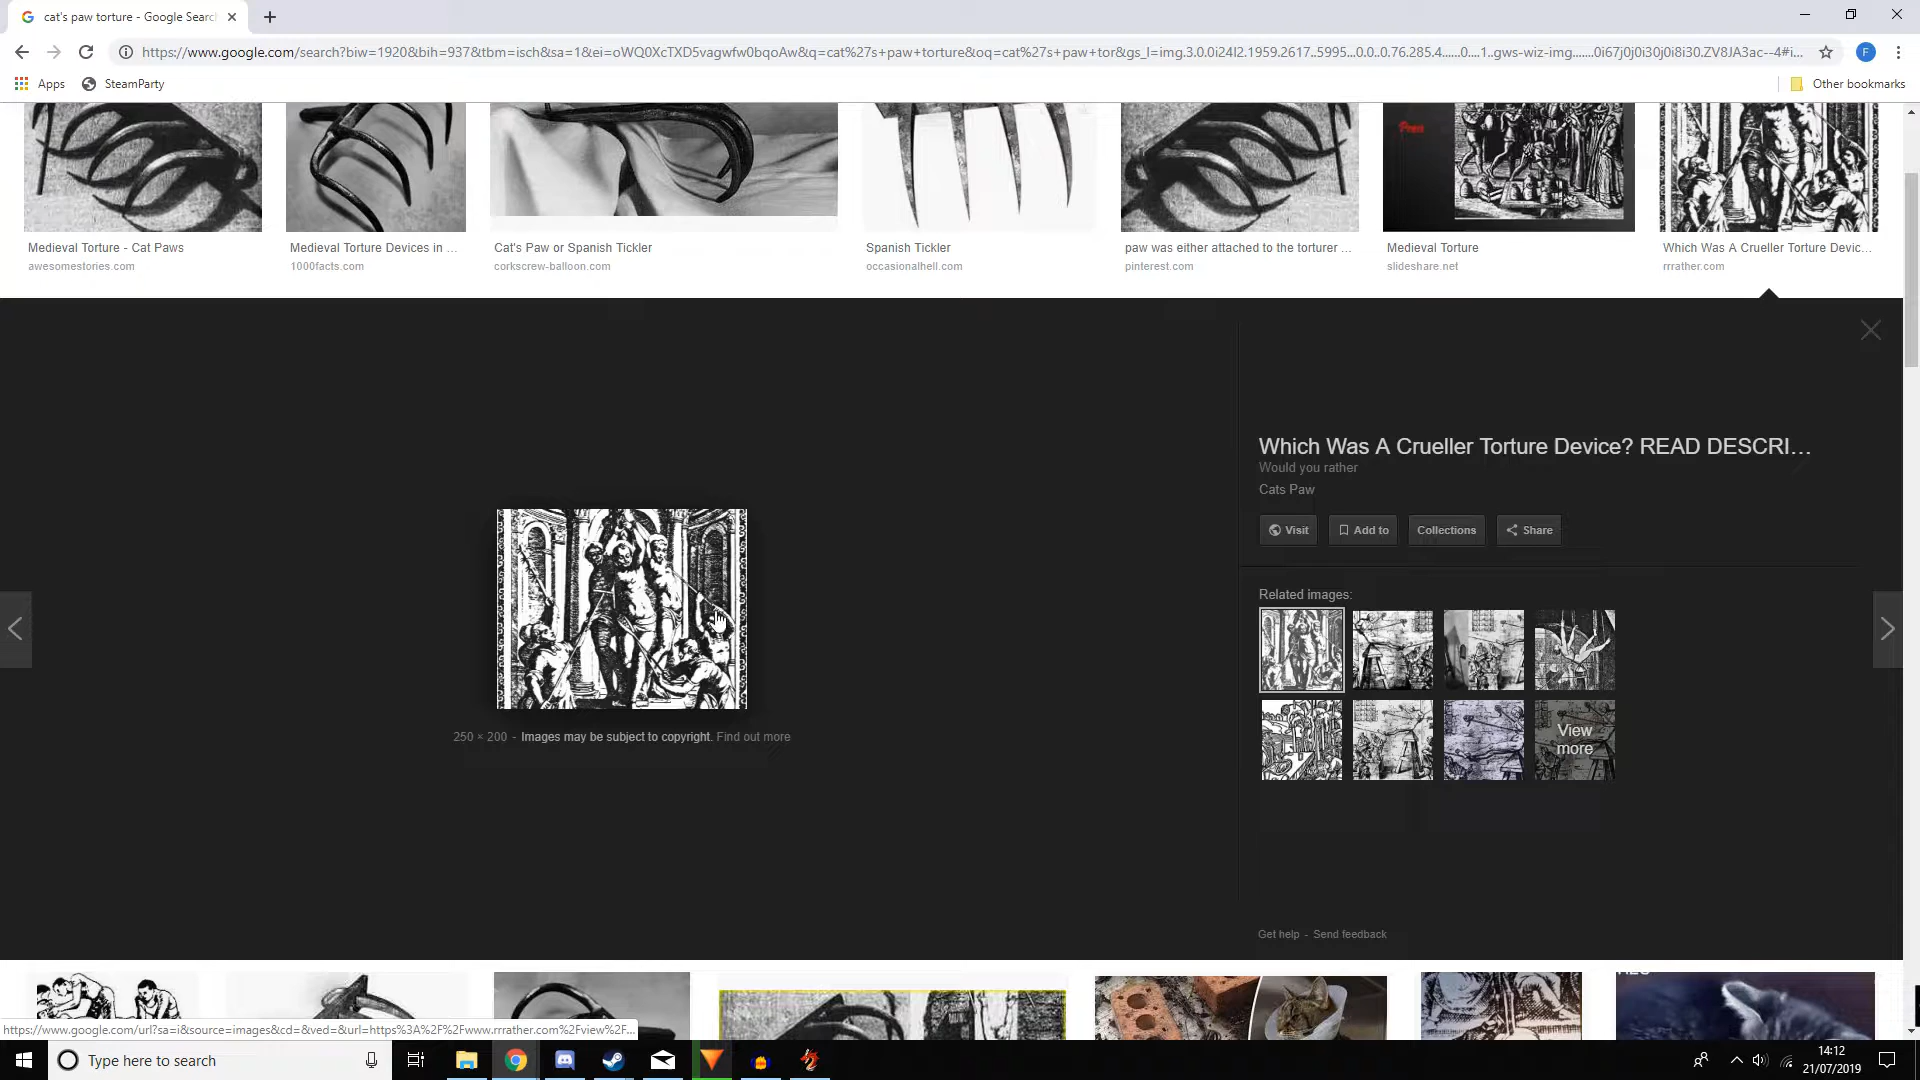 cat's paw torture - Google Search
https://www.google.com/search?biw=1920&bih=937&tbm=isch&sa=1&ei=oWQ0XcTXD5vagwfw0bqoAw&q=cat%27s+paw+torture&oq=cat%27s+paw+tor&gs_l=img.3.0.0i24l2.1959.2617..5995...0.0..0.76.285.4......0....1..gws-wiz-img.......0i67j0j0i30j0i8i30.ZV8JA3ac--4#i...
F
Apps
SteamParty
Other bookmarks
Medieval Torture - Cat Paws
awesomestories.com
Medieval Torture Devices in ...
1000facts.com
Cat's Paw or Spanish Tickler
corkscrew-balloon.com
Spanish Tickler
occasionalhell.com
paw was either attached to the torturer ...
pinterest.com
Medieval Torture
slideshare.net
Which Was A Crueller Torture Devic...
rrrather.com
Which Was A Crueller Torture Device? READ DESCRI...
Would you rather
Cats Paw
Visit
Add to
Collections
Share
Related images:
View
more
250 × 200 - Images may be subject to copyright. Find out more
Get help - Send feedback
https://www.google.com/url?sa=i&source=images&cd=&ved=&url=https%3A%2F%2Fwww.rrrather.com%2Fview%2F...
Type here to search
14:12
21/07/2019